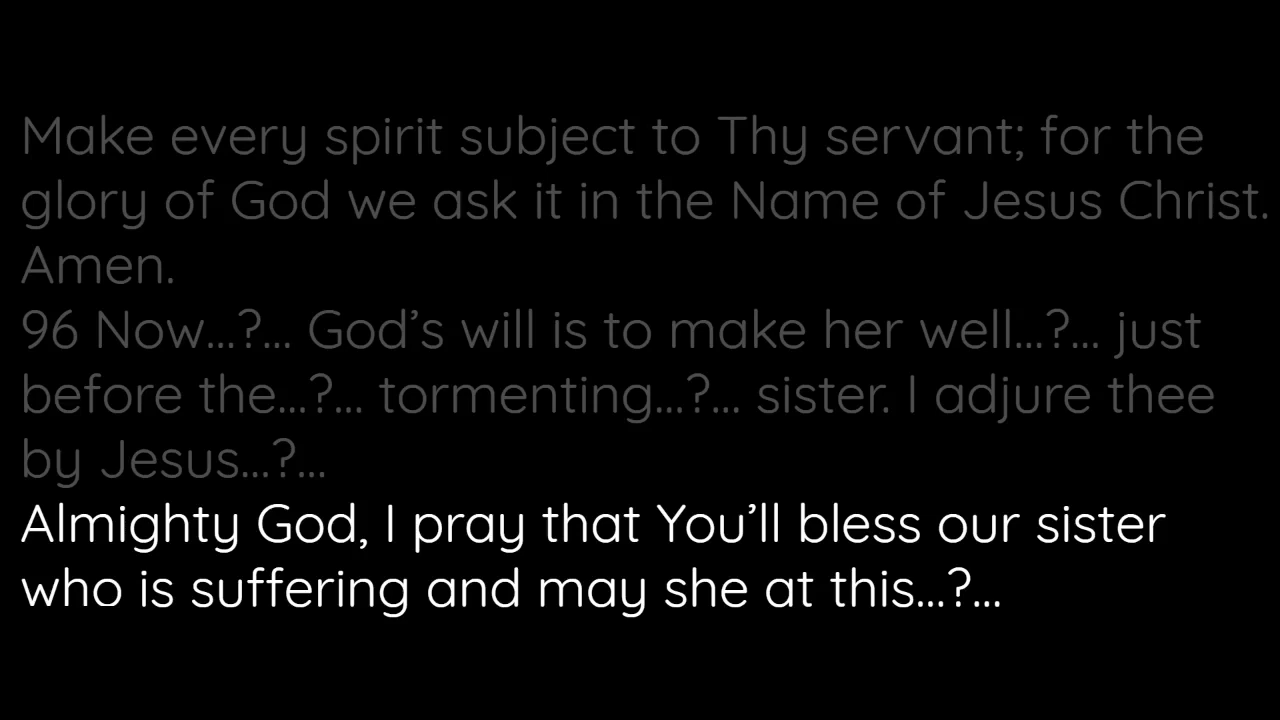 Make every spirit subject to Thy servant; for the
glory of God we ask it in the Name of Jesus Christ.
Amen.
96 Now...?... God’s will is to make her well...?... just
before the...?... tormenting...?... sister. I adjure thee
by Jesus...?...
Almighty God, I pray that You’ll bless our sister
who is suffering and may she at this...?...